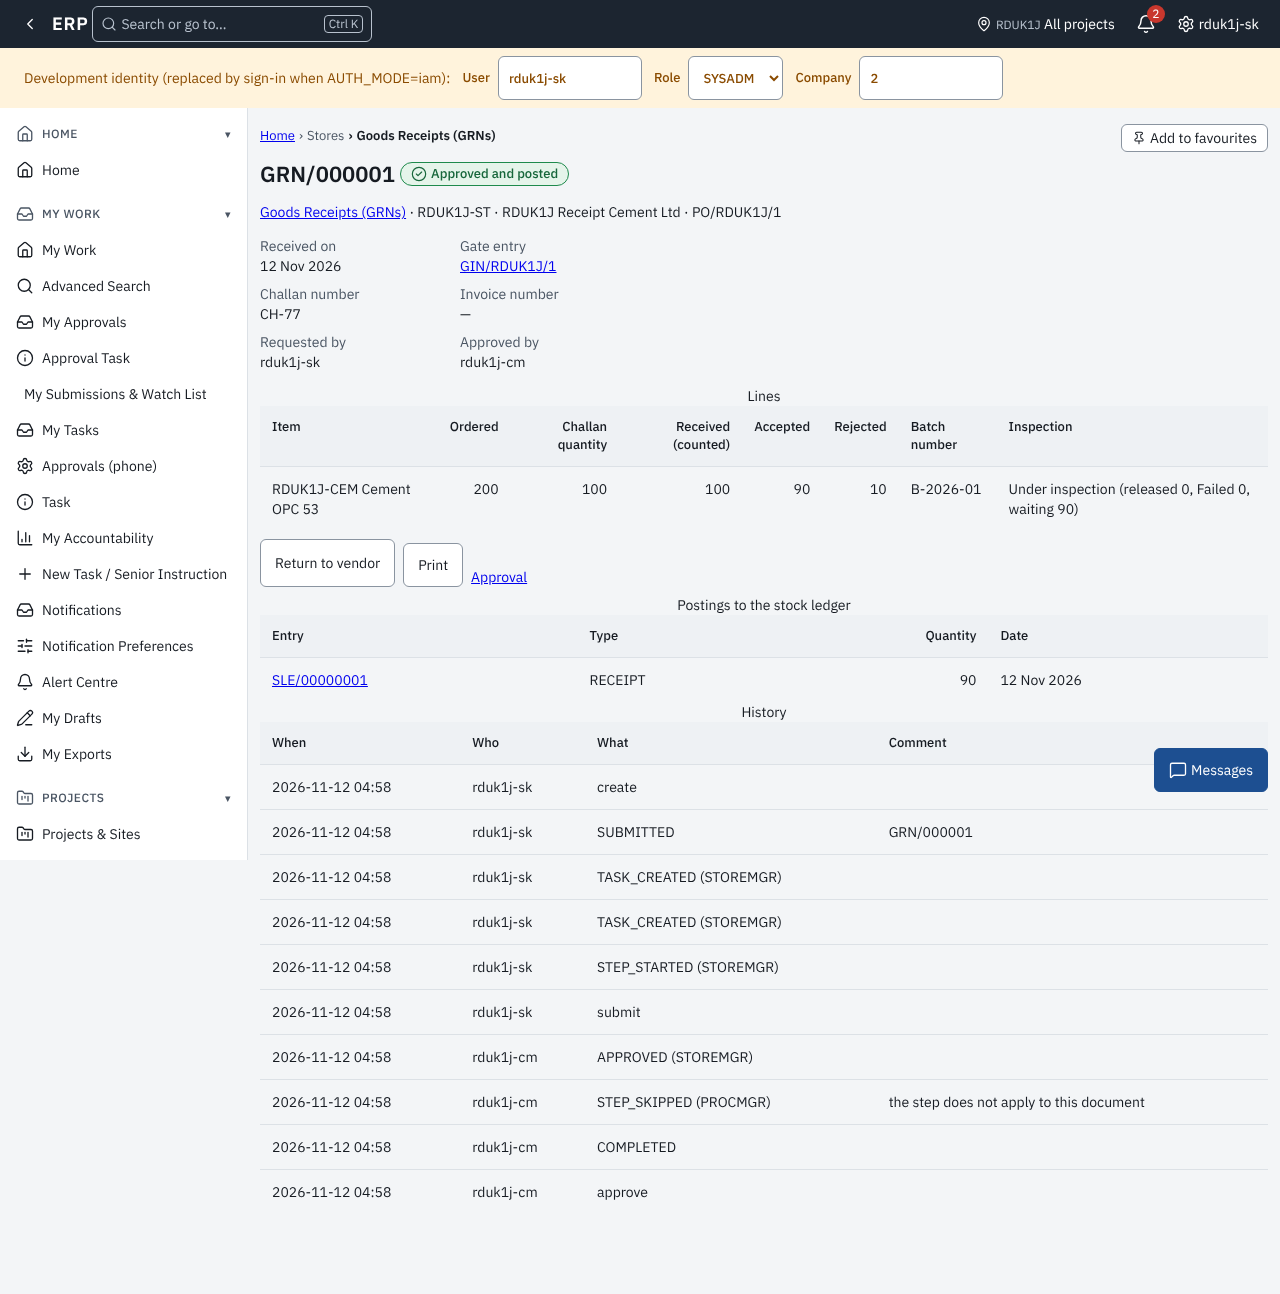 ERP Search or go to... Ctrl K RDUK1J All projects 2 rduk1j-sk
Development identity (replaced by sign-in when AUTH_MODE=iam): User rduk1j-sk Role SYSADM Company 2
HOME
Home
MY WORK
My Work
Advanced Search
My Approvals
Approval Task
My Submissions & Watch List
My Tasks
Approvals (phone)
Task
My Accountability
New Task / Senior Instruction
Notifications
Notification Preferences
Alert Centre
My Drafts
My Exports
PROJECTS
Projects & Sites
Home › Stores › Goods Receipts (GRNs)
Add to favourites
GRN/000001 Approved and posted
Goods Receipts (GRNs) · RDUK1J-ST · RDUK1J Receipt Cement Ltd · PO/RDUK1J/1
Received on Gate entry
12 Nov 2026 GIN/RDUK1J/1
Challan number Invoice number
CH-77 —
Requested by Approved by
rduk1j-sk rduk1j-cm
Lines
Item Ordered Challan quantity Received (counted) Accepted Rejected Batch number Inspection
RDUK1J-CEM Cement OPC 53 200 100 100 90 10 B-2026-01 Under inspection (released 0, Failed 0, waiting 90)
Return to vendor Print Approval
Postings to the stock ledger
Entry Type Quantity Date
SLE/00000001 RECEIPT 90 12 Nov 2026
History
When Who What Comment
Messages
2026-11-12 04:58 rduk1j-sk create
2026-11-12 04:58 rduk1j-sk SUBMITTED GRN/000001
2026-11-12 04:58 rduk1j-sk TASK_CREATED (STOREMGR)
2026-11-12 04:58 rduk1j-sk TASK_CREATED (STOREMGR)
2026-11-12 04:58 rduk1j-sk STEP_STARTED (STOREMGR)
2026-11-12 04:58 rduk1j-sk submit
2026-11-12 04:58 rduk1j-cm APPROVED (STOREMGR)
2026-11-12 04:58 rduk1j-cm STEP_SKIPPED (PROCMGR) the step does not apply to this document
2026-11-12 04:58 rduk1j-cm COMPLETED
2026-11-12 04:58 rduk1j-cm approve